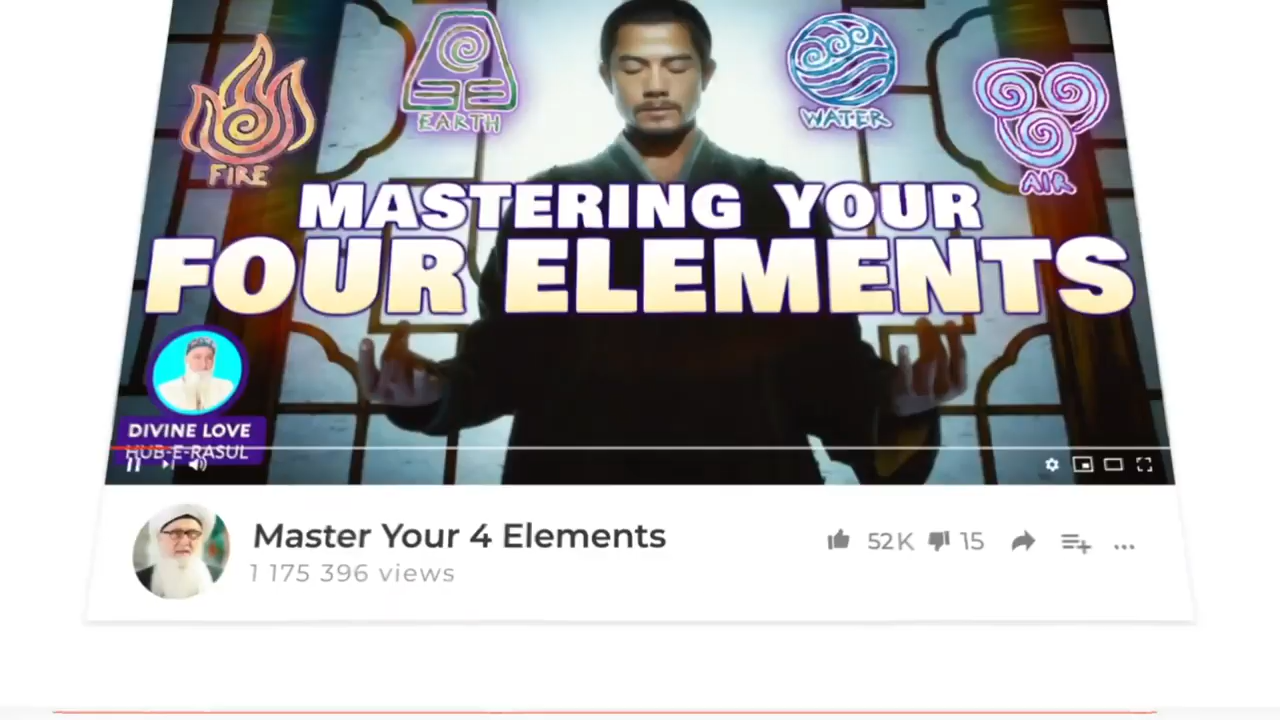 EARTH
WATER
FIRE
AIR
MASTERING YOUR
FOUR ELEMENTS
DIVINE LOVE
HUB-E-RASUL
Master Your 4 Elements
52K
15
1 175 396 views